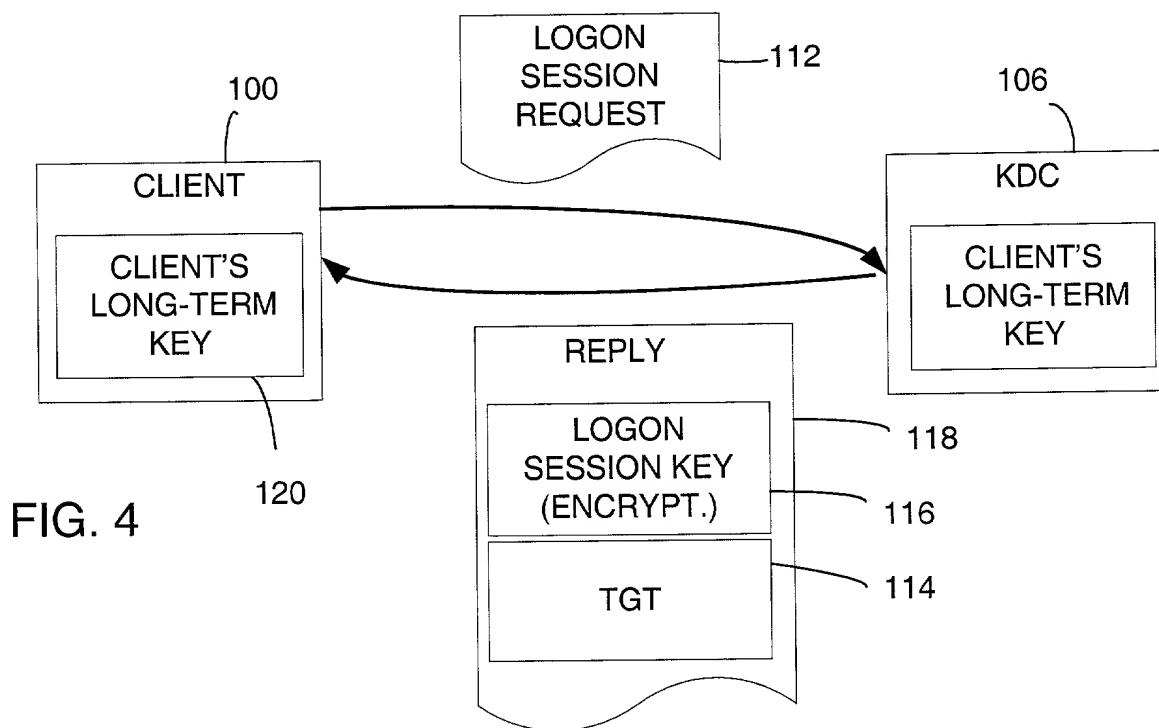 LOGON
SESSION
REQUEST
112
100
106
CLIENT
KDC
CLIENT'S
LONG-TERM
KEY
CLIENT'S
LONG-TERM
KEY
120
REPLY
LOGON
SESSION KEY
(ENCRYPT.)
118
116
TGT
114
FIG. 4